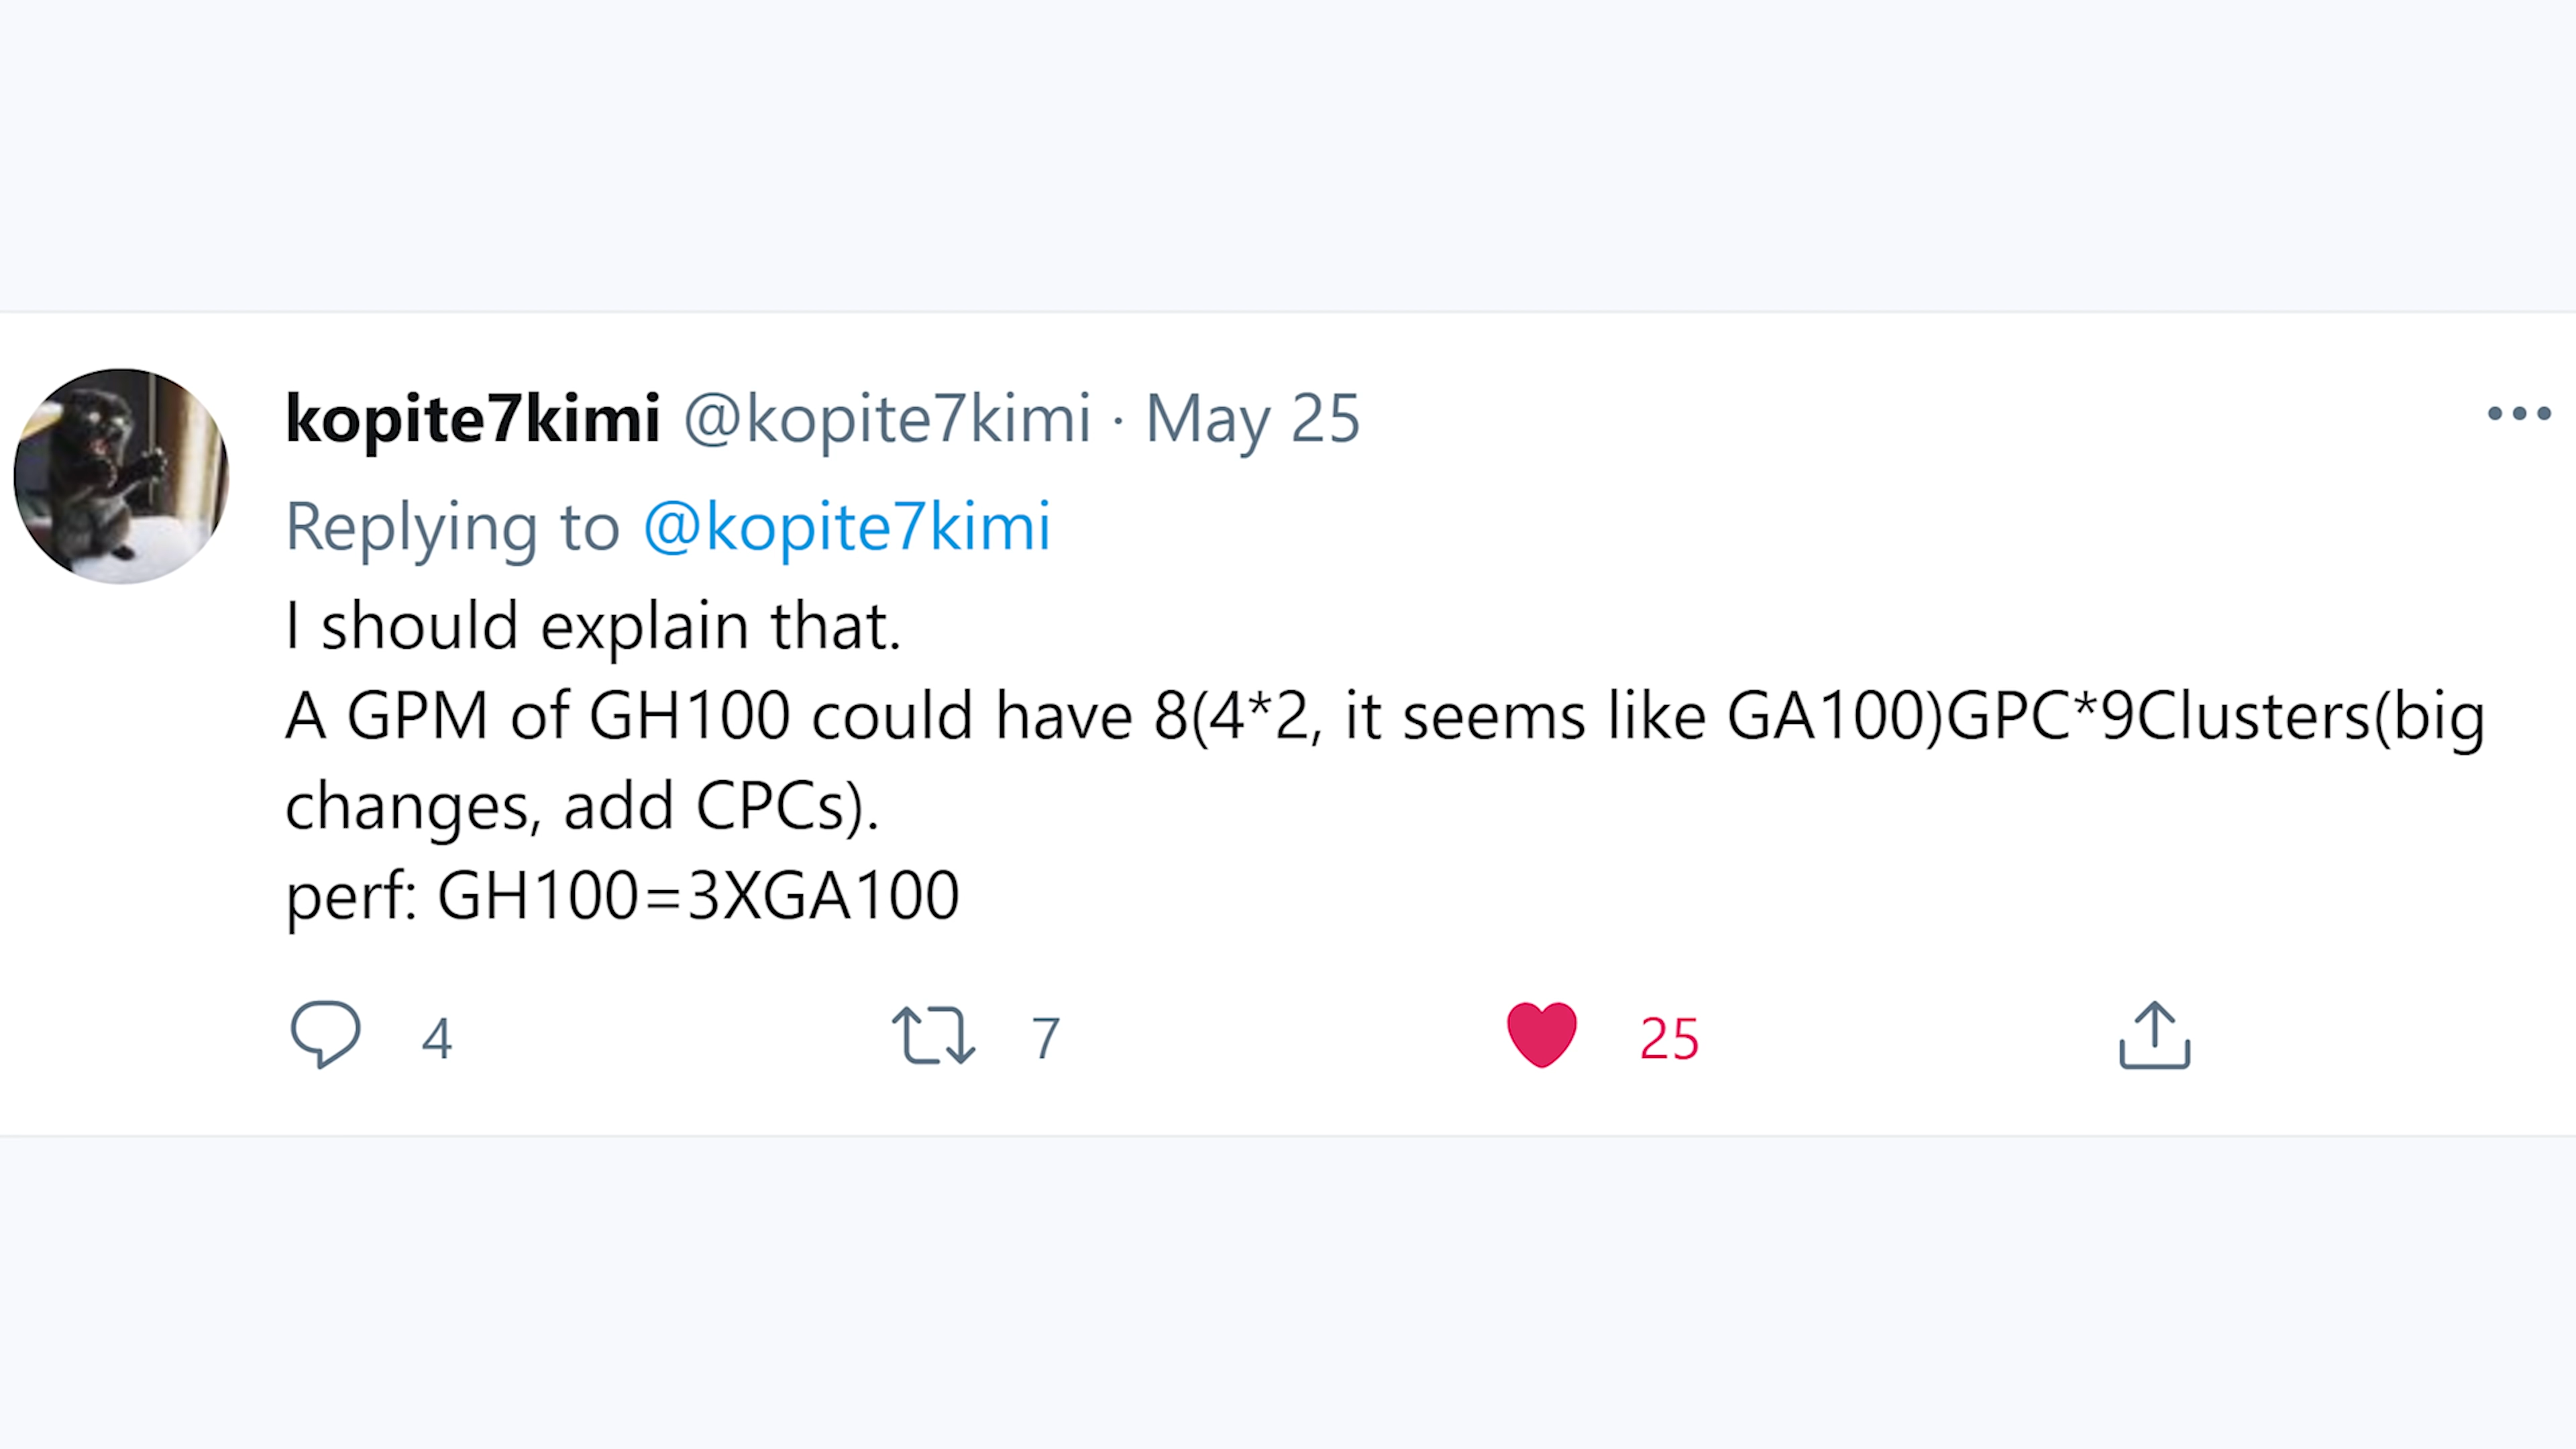 kopite7kimi @kopite7kimi · May 25
Replying to @kopite7kimi
I should explain that.
A GPM of GH100 could have 8(4*2, it seems like GA100)GPC*9Clusters(big
changes, add CPCs).
perf: GH100=3XGA100
4 7 25